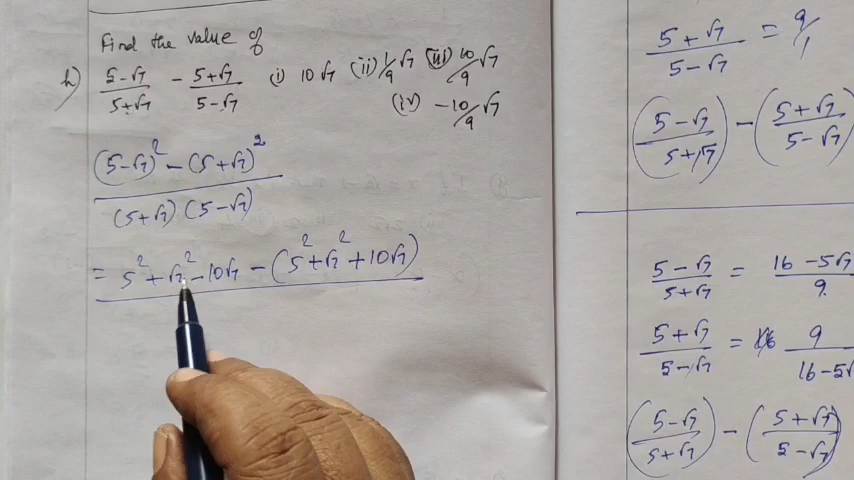 Find the value of
h) (5-√7)/(5+√7) - (5+√7)/(5-√7) (i) 10√7 (ii) 1/9 √7 (iii) 10/9 √7
(iv) -10/9 √7
((5-√7)² - (5+√7)²)/((5+√7) (5-√7))
= 5² + √7² - 10√7 - (5² + √7² + 10√7)
(5+√7)/(5-√7) = 9/1
((5-√7)/(5+√7)) - ((5+√7)/(5-√7))
(5-√7)/(5+√7) = (16-5√7)/9
(5+√7)/(5-√7) = 9/(16-5√
((5-√7)/(5+√7)) - ((5+√7)/(5-√7))